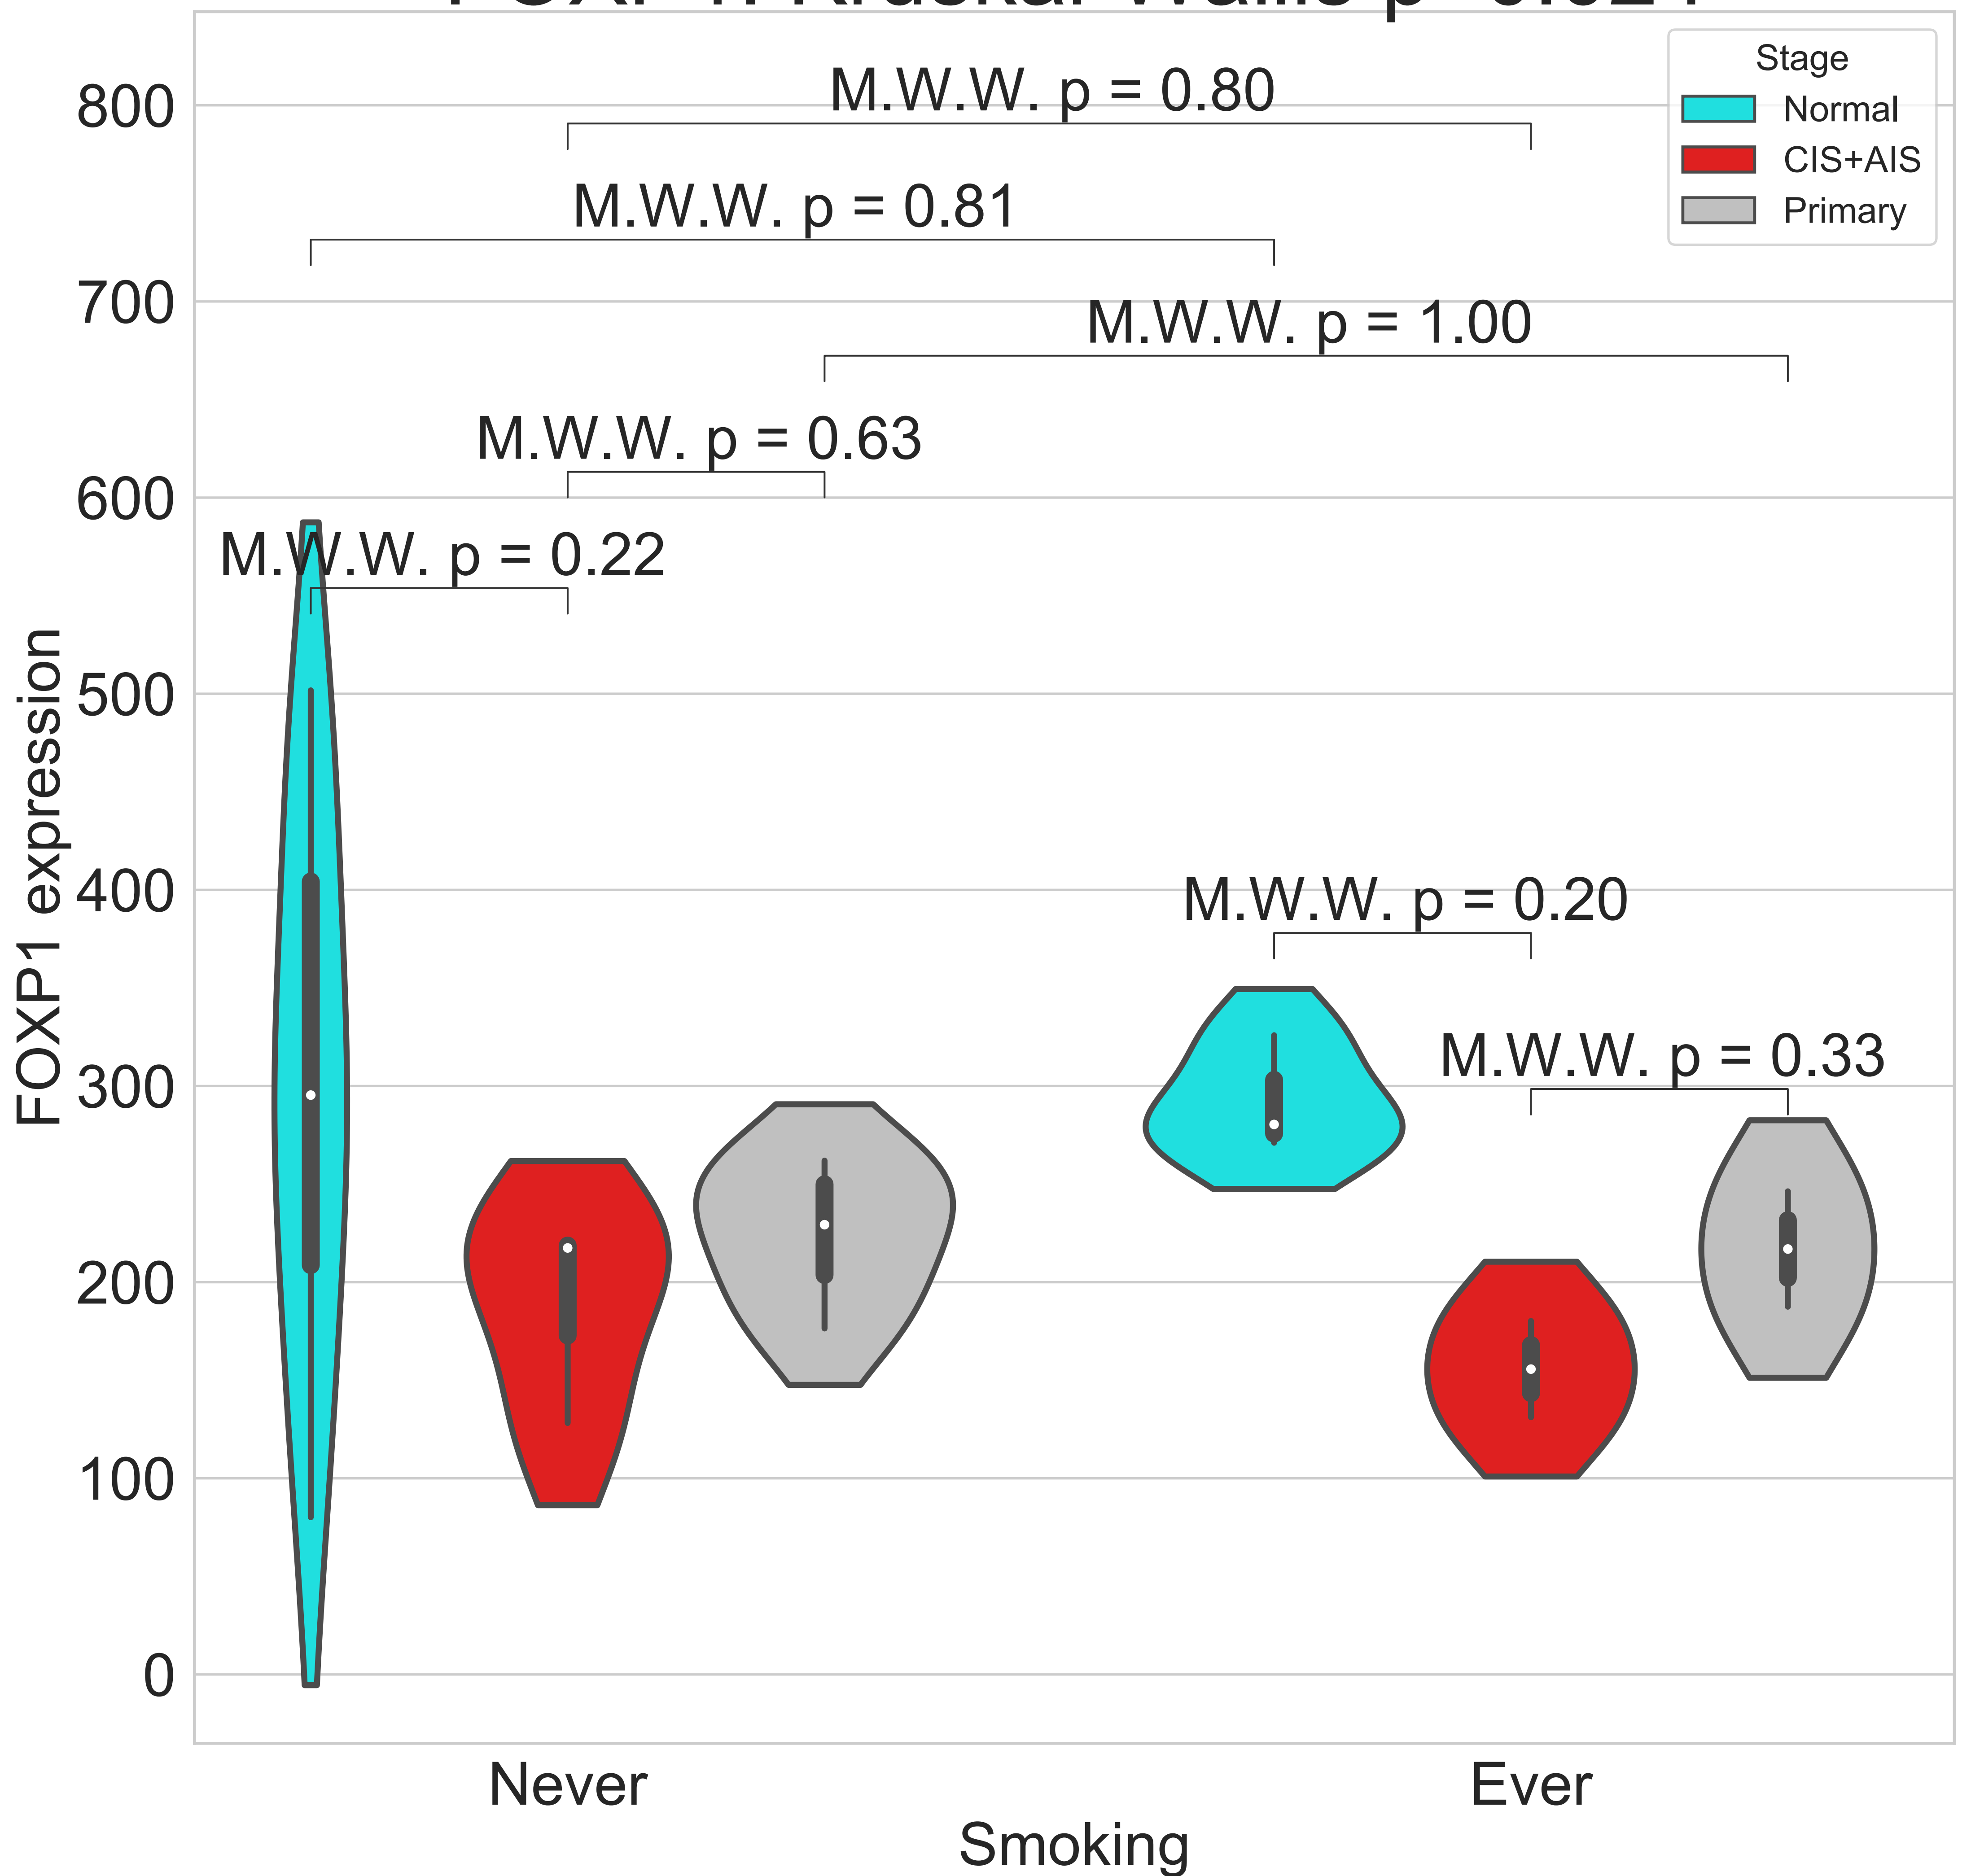 Stage
Normal
CIS+AIS
Primary
M.W.W. p = 0.80
M.W.W. p = 0.81
M.W.W. p = 1.00
M.W.W. p = 0.63
M.W.W. p = 0.22
M.W.W. p = 0.20
M.W.W. p = 0.33
800
700
600
500
400
300
200
100
0
FOXP1 expression
Never
Ever
Smoking